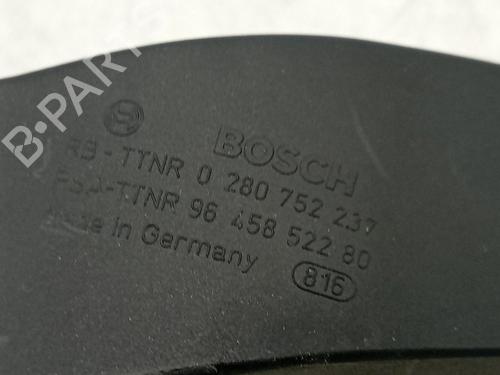 BOSCH
RB-TTNR 0 280 752 237
PSA-TTNR 96 458 522 80
Made in Germany
816
B-PARTS